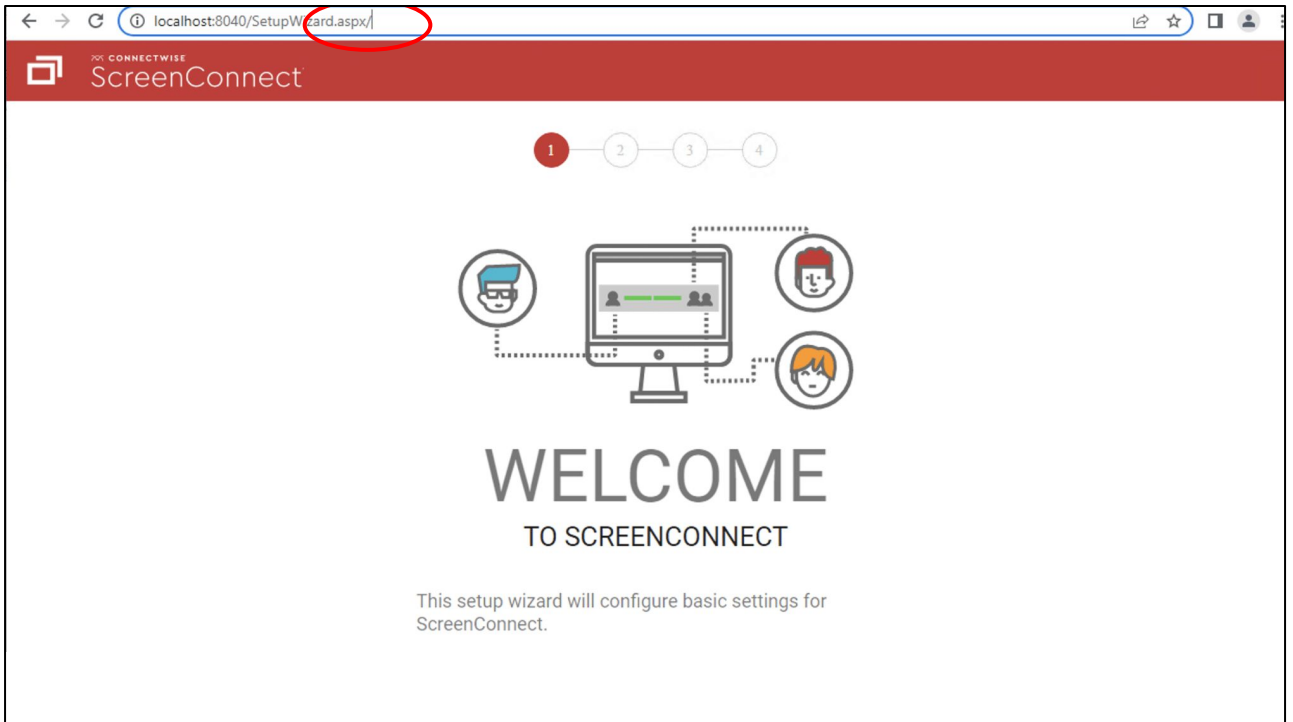 localhost:8040/SetupWizard.aspx/
CONNECTWISE
ScreenConnect
1 2 3 4
WELCOME
TO SCREENCONNECT
This setup wizard will configure basic settings for
ScreenConnect.